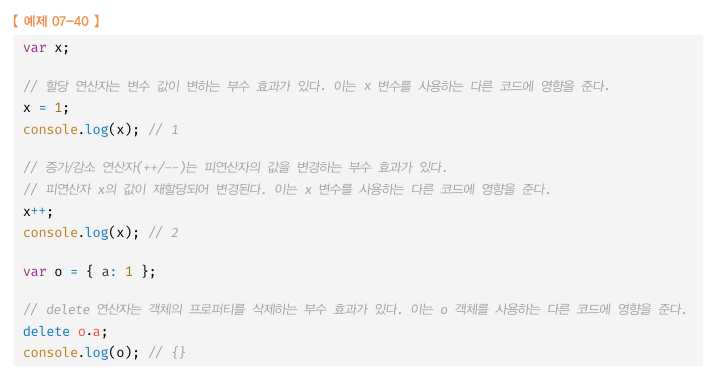 【 예제 07-40 】
var x;
// 할당 연산자는 변수 값이 변하는 부수 효과가 있다. 이는 x 변수를 사용하는 다른 코드에 영향을 준다.
x = 1;
console.log(x); // 1
// 증가/감소 연산자(++/--)는 피연산자의 값을 변경하는 부수 효과가 있다.
// 피연산자 x의 값이 재할당되어 변경된다. 이는 x 변수를 사용하는 다른 코드에 영향을 준다.
x++;
console.log(x); // 2
var o = { a: 1 };
// delete 연산자는 객체의 프로퍼티를 삭제하는 부수 효과가 있다. 이는 o 객체를 사용하는 다른 코드에 영향을 준다.
delete o.a;
console.log(o); // {}